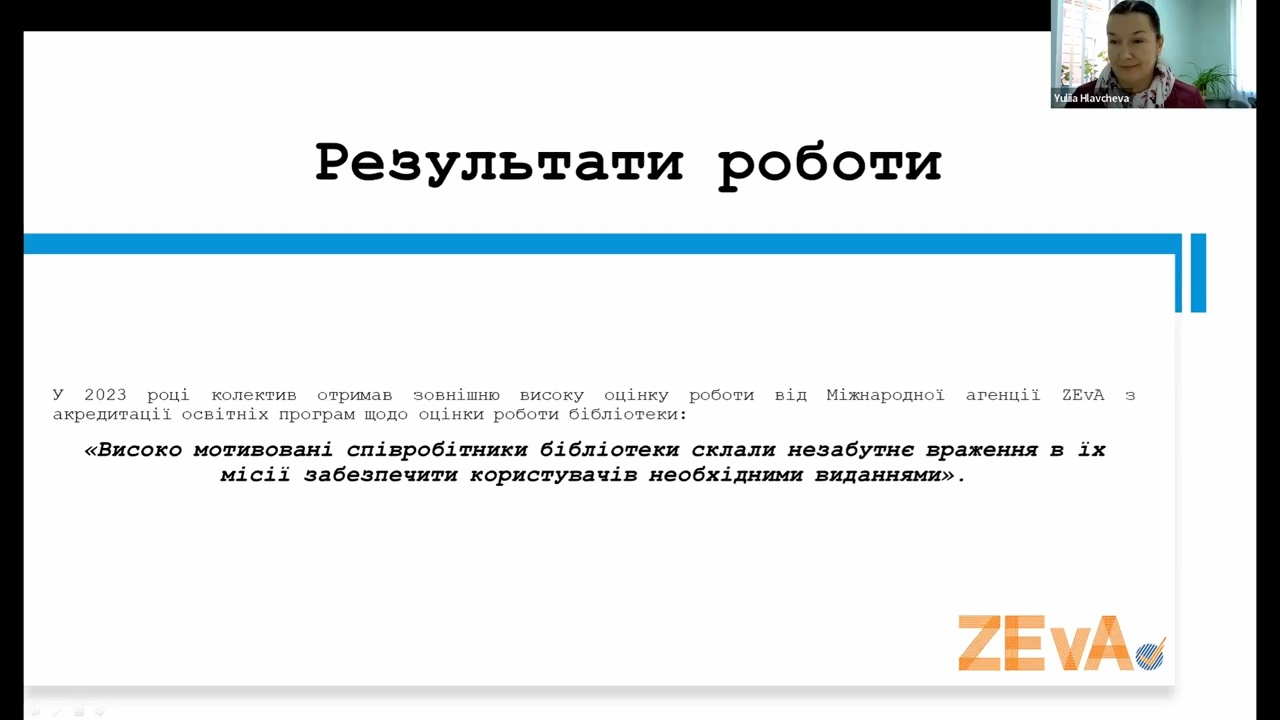 Yuliia Hlavcheva
Результати роботи
У 2023 році колектив отримав зовнішню високу оцінку роботи від Міжнародної агенції ZEvA з
акредитації освітніх програм щодо оцінки роботи бібліотеки:
«Високо мотивовані співробітники бібліотеки склали незабутнє враження в їх
місії забезпечити користувачів необхідними виданнями».
ZEvA